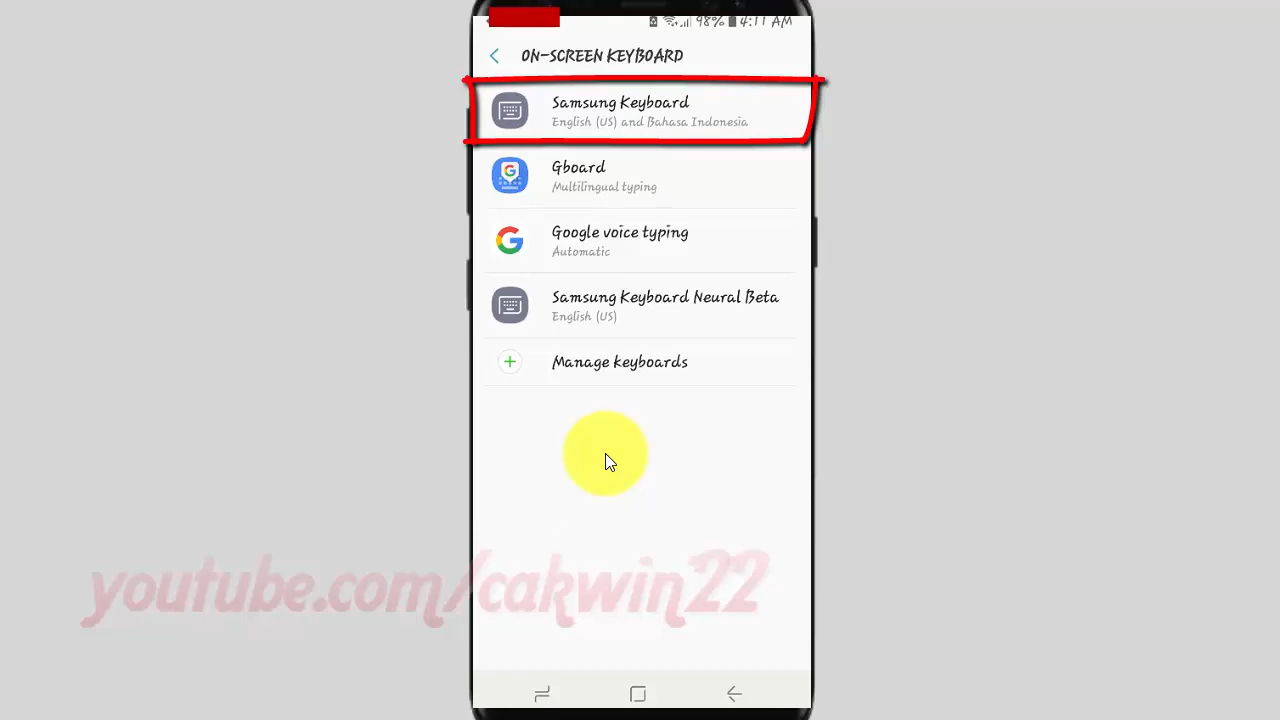 98% 4:11 AM
ON-SCREEN KEYBOARD
Samsung Keyboard
English (US) and Bahasa Indonesia
Gboard
Multilingual typing
Google voice typing
Automatic
Samsung Keyboard Neural Beta
English (US)
Manage keyboards
youtube.com/cakwin22